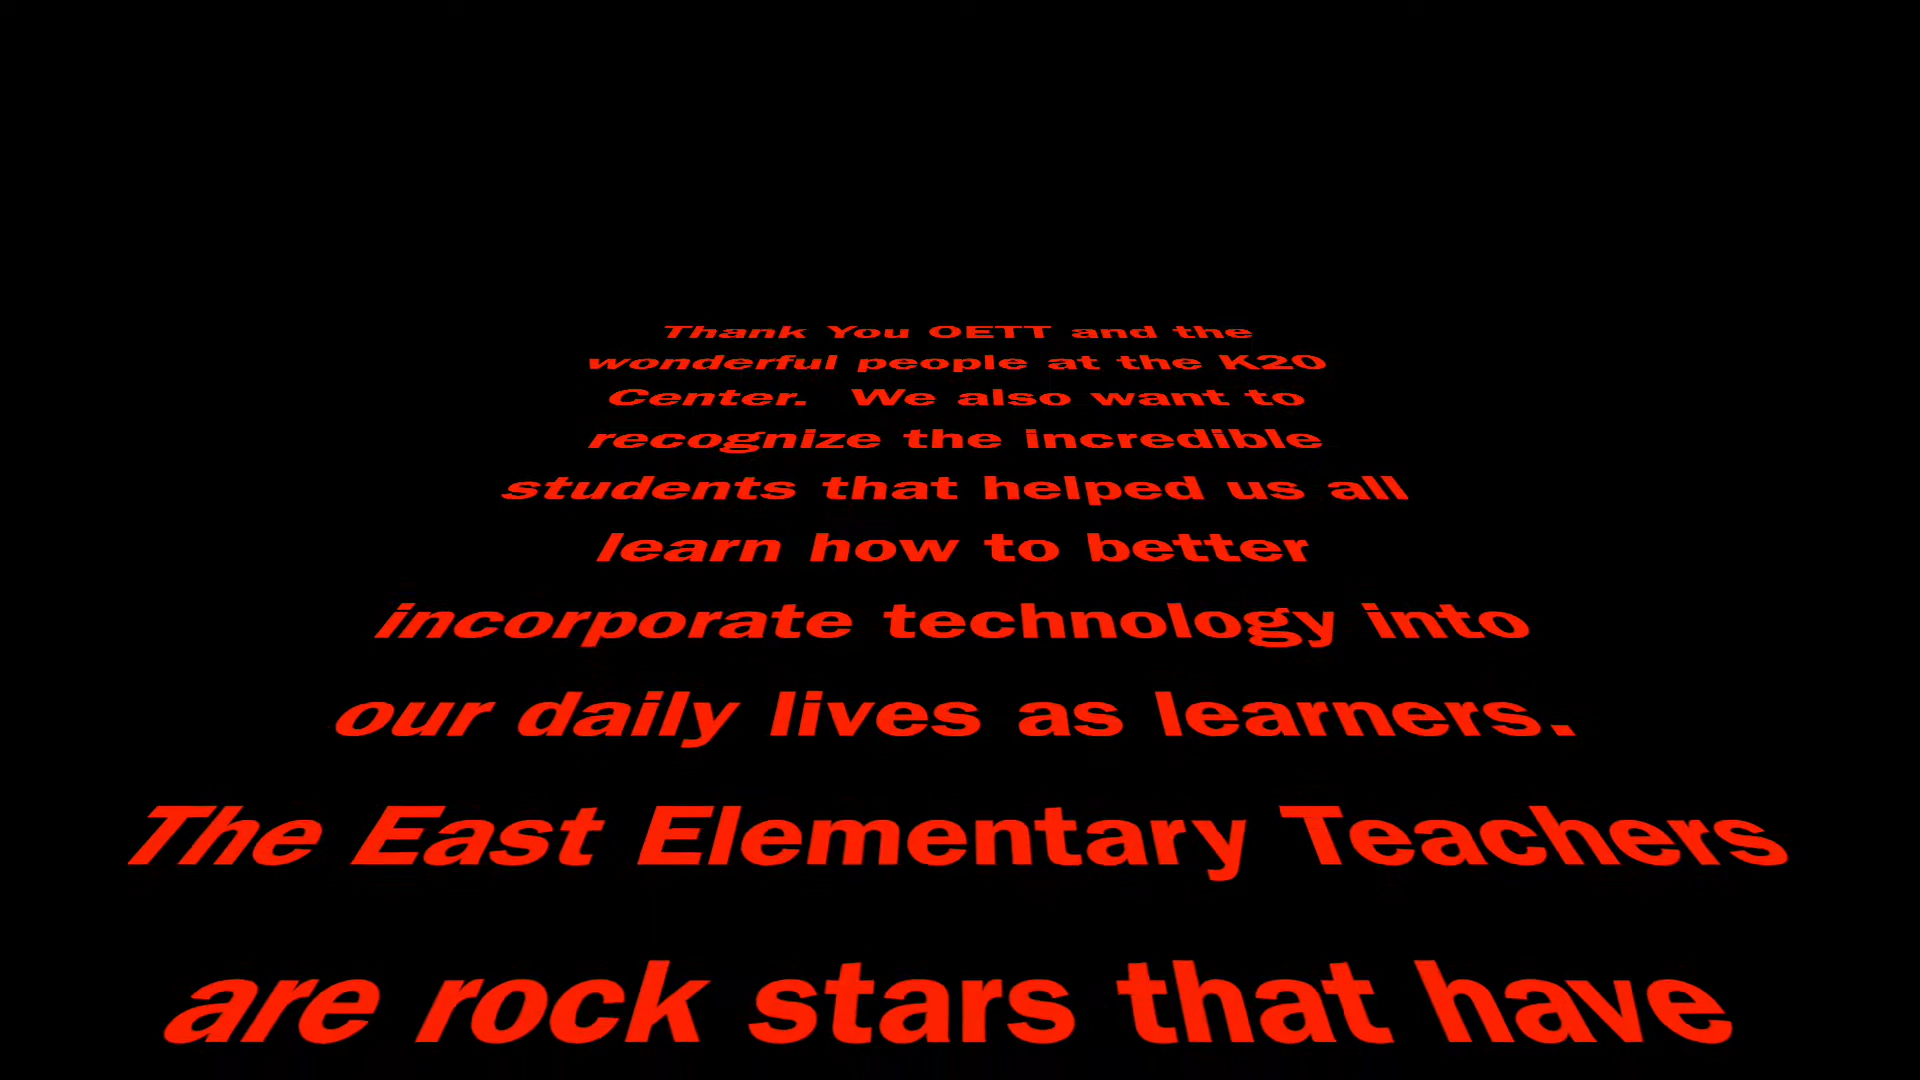 Thank You OETT and the
wonderful people at the K20
Center.  We also want to
recognize the incredible
students that helped us all
learn how to better
incorporate technology into
our daily lives as learners.
The East Elementary Teachers
are rock stars that have